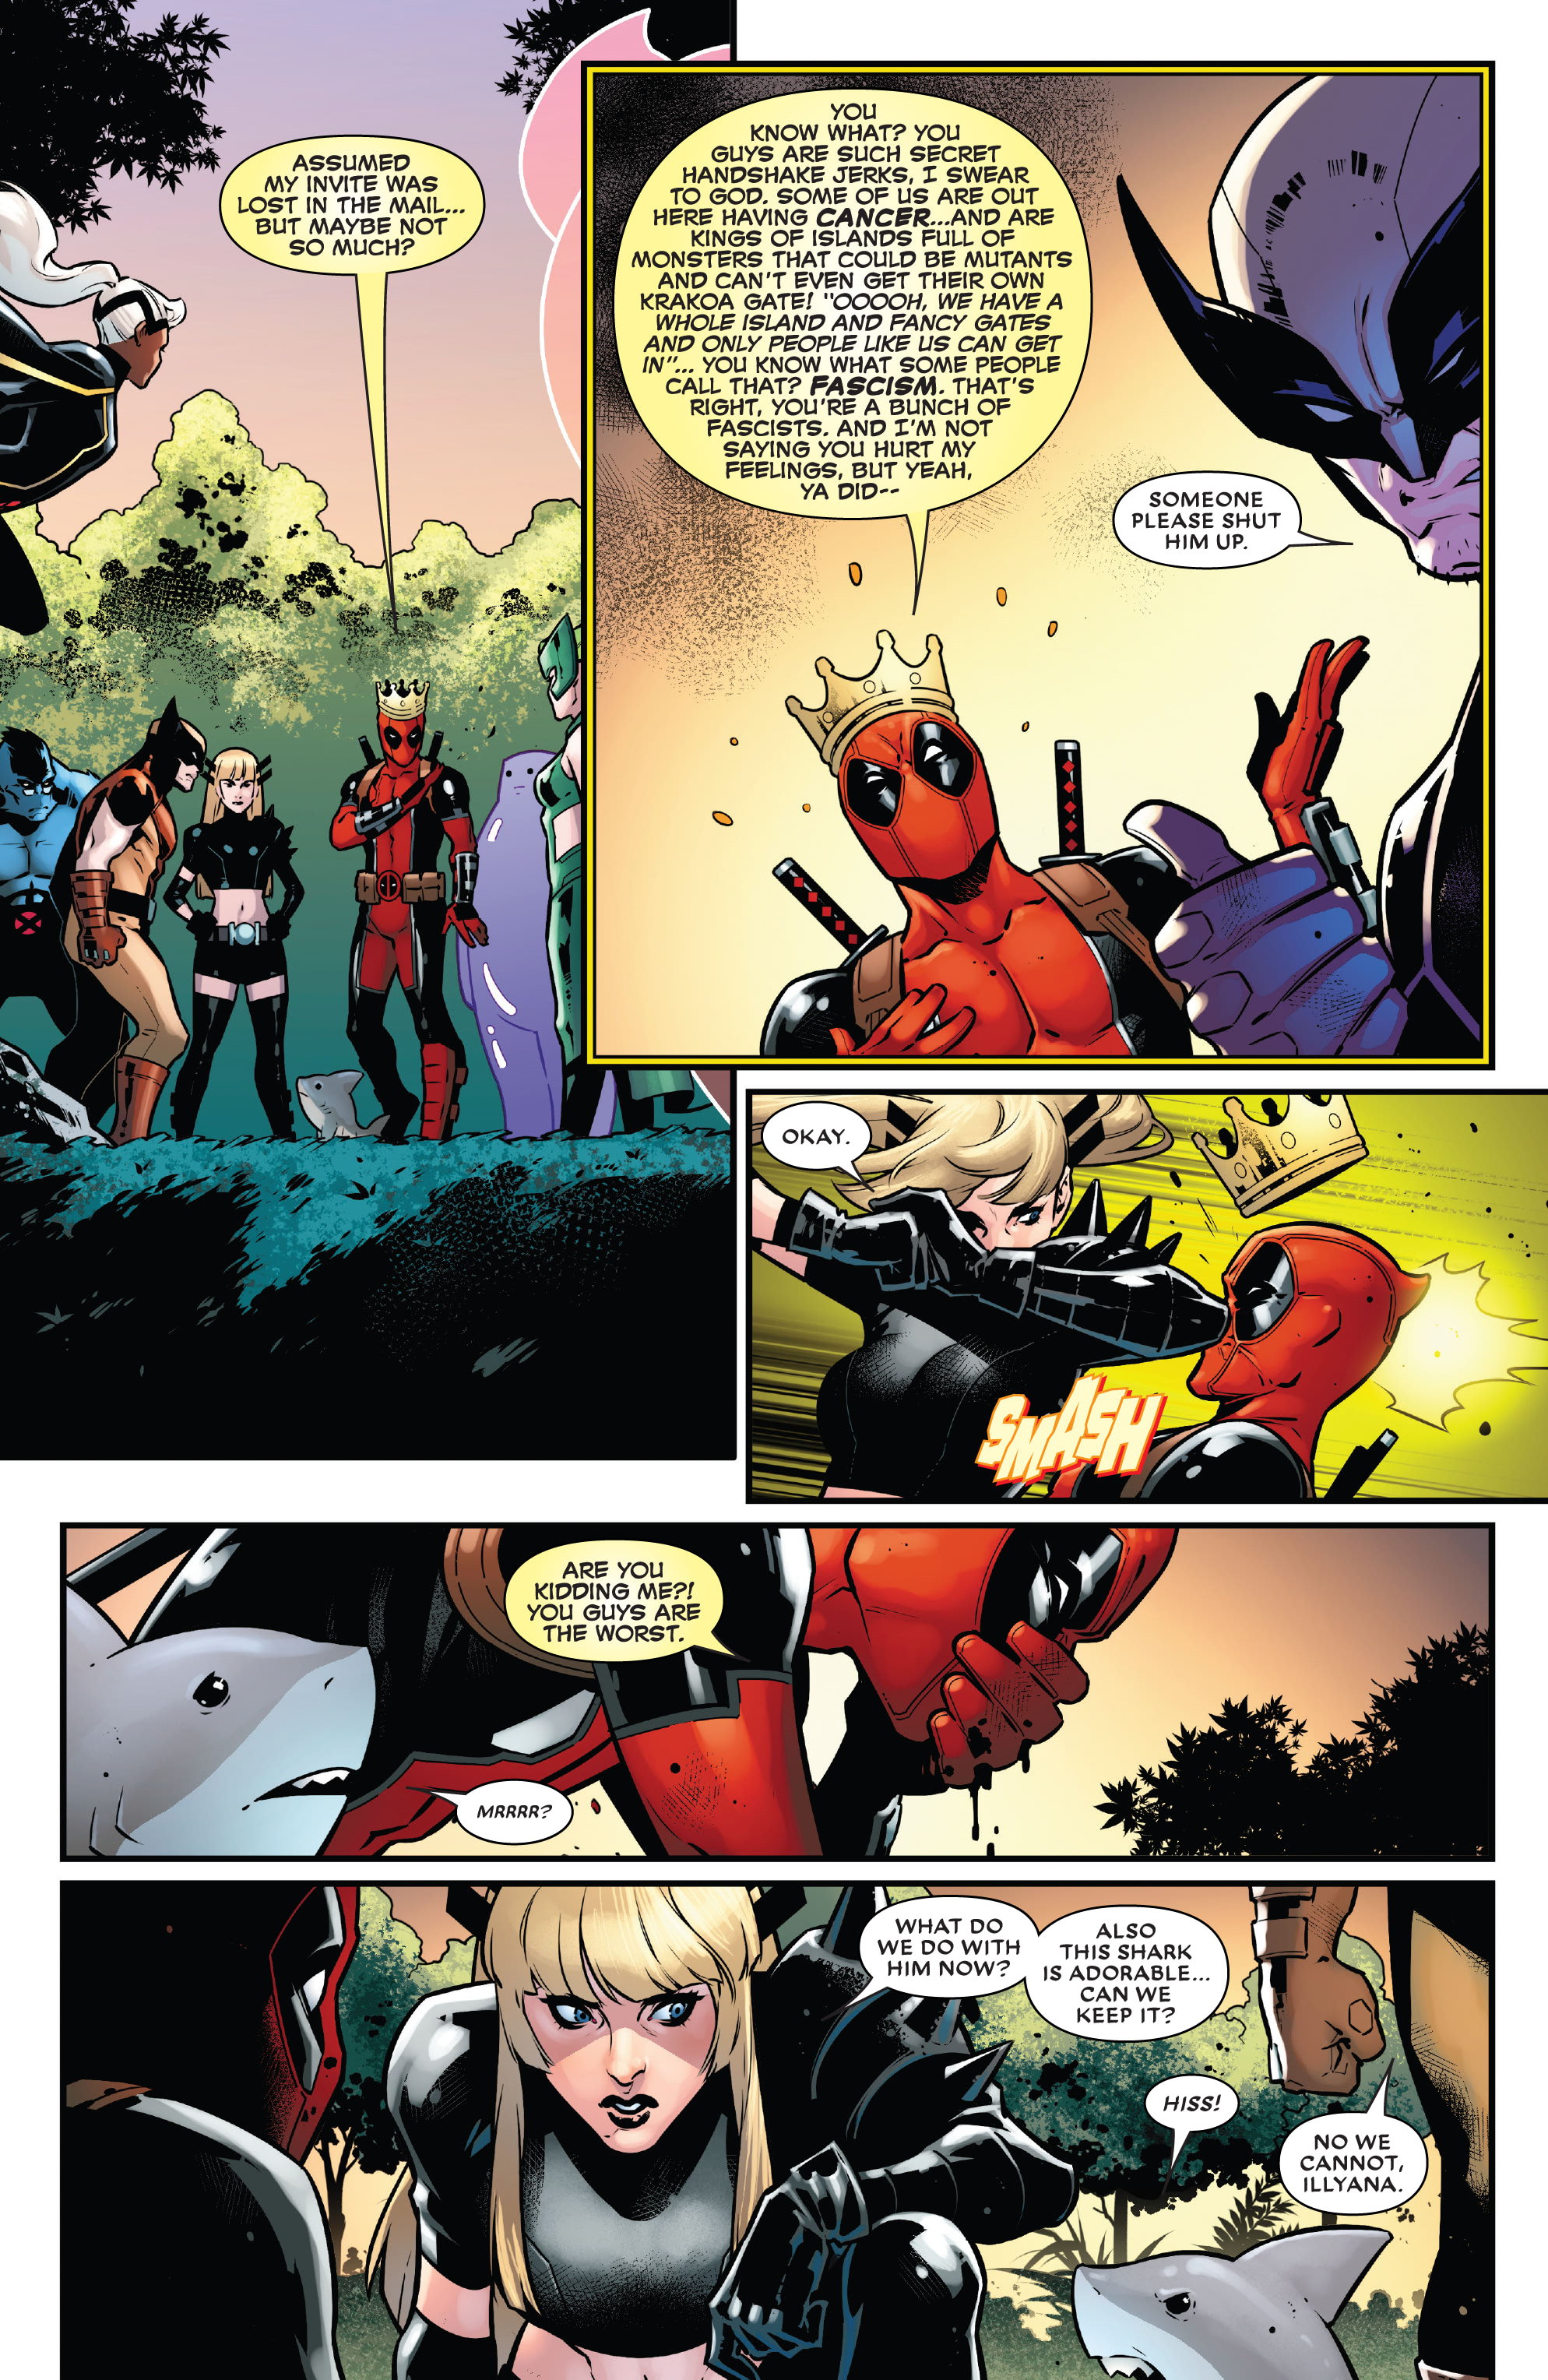 ASSUMED
MY INVITE WAS
LOST IN THE MAIL...
BUT MAYBE NOT
SO MUCH?
YOU
KNOW WHAT? YOU
GUYS ARE SUCH SECRET
HANDSHAKE JERKS, I SWEAR
TO GOD. SOME OF US ARE OUT
HERE HAVING CANCER...AND ARE
KINGS OF ISLANDS FULL OF
MONSTERS THAT COULD BE MUTANTS
AND CAN'T EVEN GET THEIR OWN
KRAKOA GATE! "OOOOH, WE HAVE A
WHOLE ISLAND AND FANCY GATES
AND ONLY PEOPLE LIKE US CAN GET
IN"... YOU KNOW WHAT SOME PEOPLE
CALL THAT? FASCISM. THAT'S
RIGHT, YOU'RE A BUNCH OF
FASCISTS. AND I'M NOT
SAYING YOU HURT MY
FEELINGS, BUT YEAH,
YA DID--
SOMEONE
PLEASE SHUT
HIM UP.
OKAY.
SMASH
ARE YOU
KIDDING ME?!
YOU GUYS ARE
THE WORST.
MRRRR?
WHAT DO
WE DO WITH
HIM NOW?
ALSO
THIS SHARK
IS ADORABLE...
CAN WE
KEEP IT?
HISS!
NO WE
CANNOT,
ILLYANA.